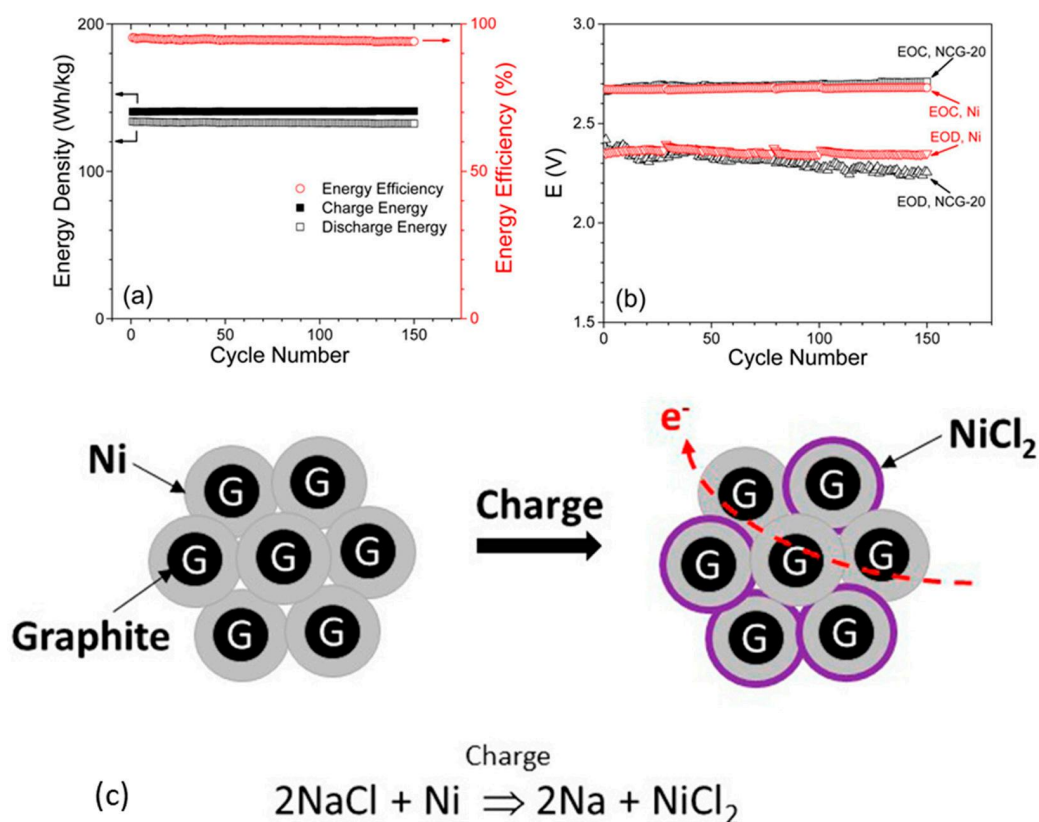 200
100
0
Energy Density (Wh/kg)
100
50
0
Energy Efficiency (%)
Energy Efficiency
Charge Energy
Discharge Energy
(a)
0
50
100
150
Cycle Number
3.0
2.5
2.0
1.5
E (V)
EOC, NCG-20
EOC, Ni
EOD, Ni
EOD, NCG-20
(b)
0
50
100
150
Cycle Number
Ni
Graphite
G G
G G G
G G
Charge
e-
NiCl2
G G
G G G
G G
Charge
(c) 2NaCl + Ni ⇒ 2Na + NiCl2